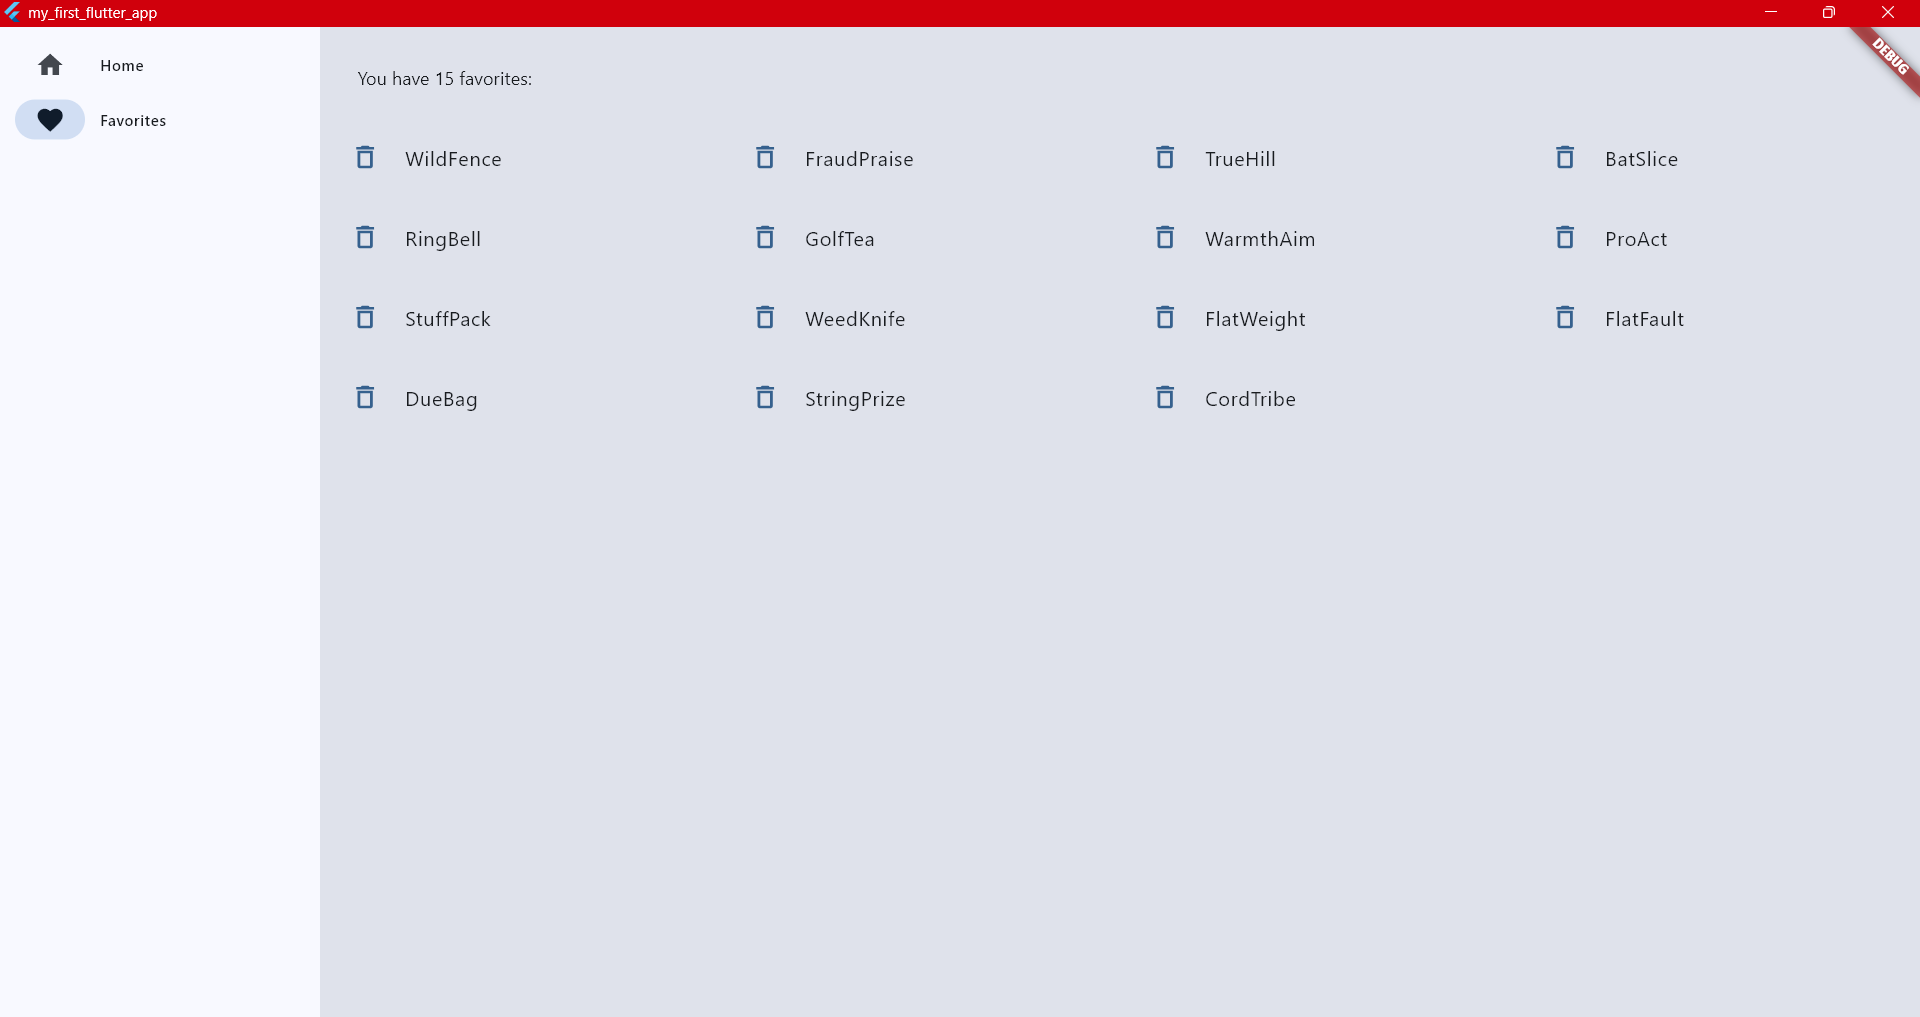 my_first_flutter_app
DEBUG
Home
Favorites
You have 15 favorites:
WildFence FraudPraise TrueHill BatSlice
RingBell GolfTea WarmthAim ProAct
StuffPack WeedKnife FlatWeight FlatFault
DueBag StringPrize CordTribe